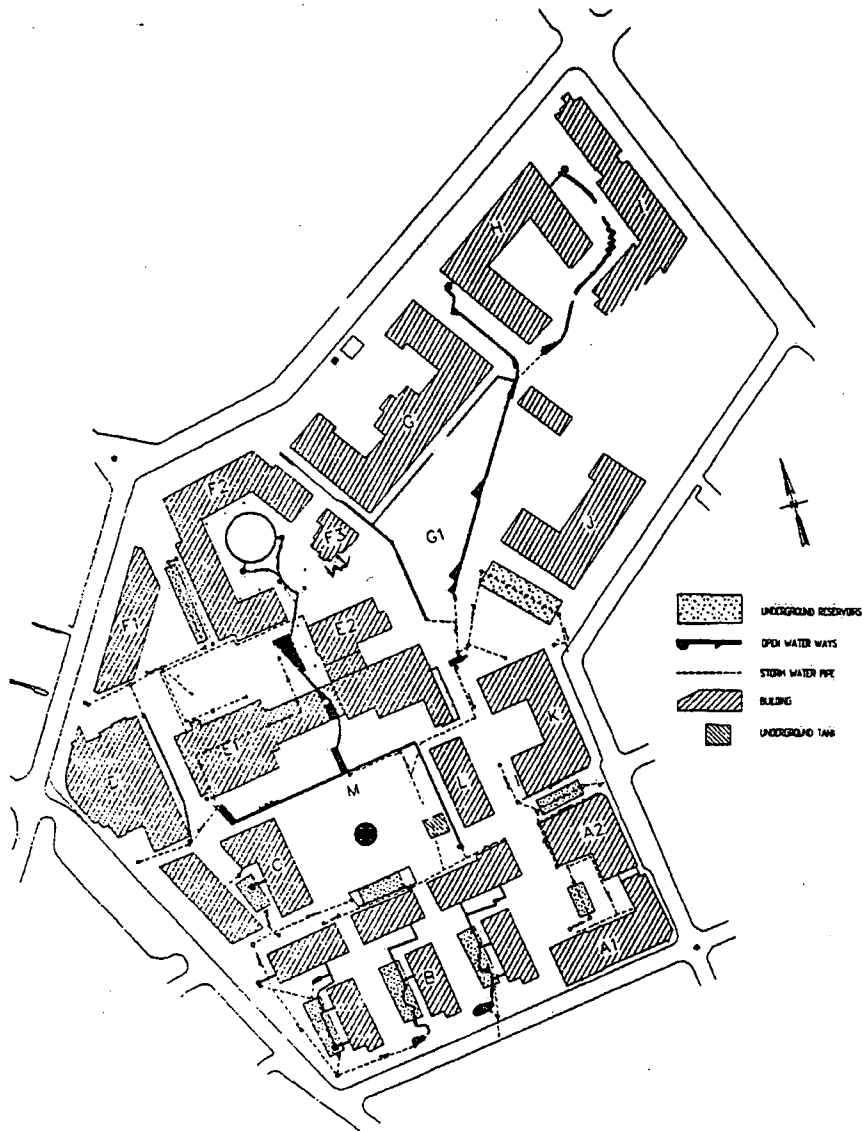 I
H
G
F2
F3
G1
J
F1
E2
E1
D
K
L
M
C
A2
A1
B
UNDERGROUND RESERVOIRS
OPEN WATER WAYS
STORM WATER PIPE
BUILDING
UNDERGROUND TANK